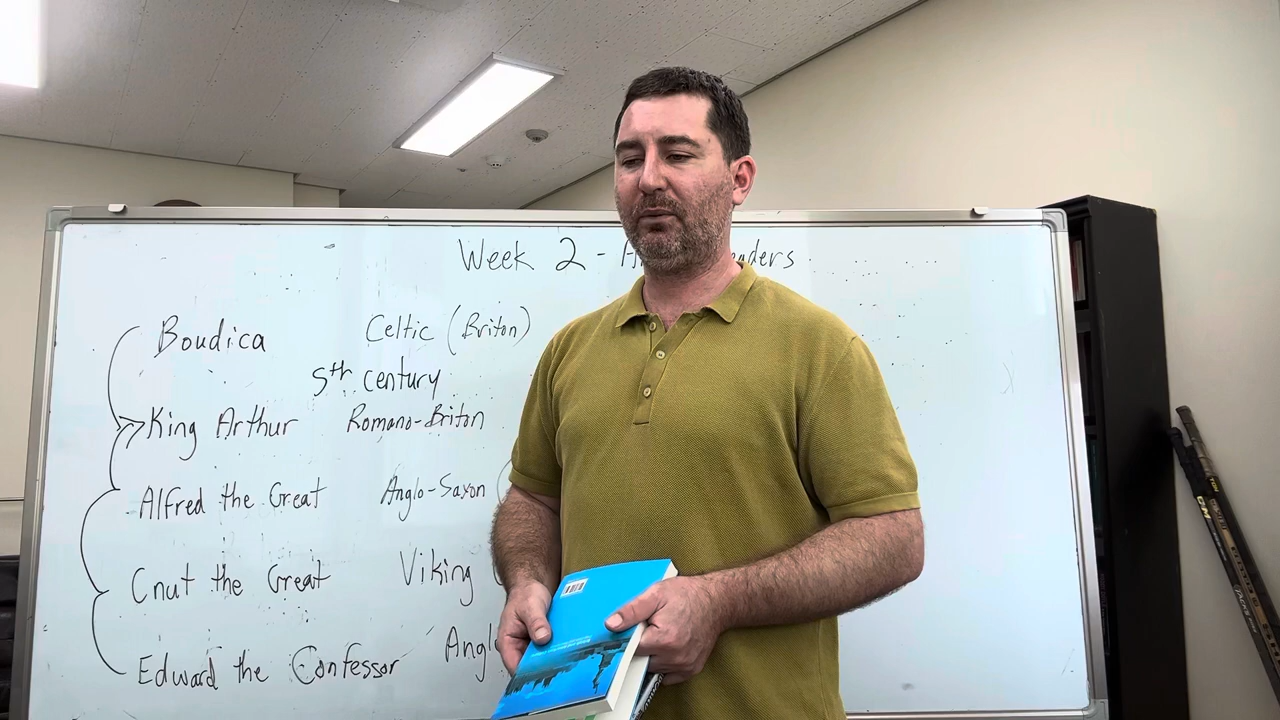 Week 2 -
Boudica Celtic (Briton)
5th century
King Arthur Romano-Briton
Alfred the Great Anglo-Saxon
Cnut the Great Viking
Edward the Confessor